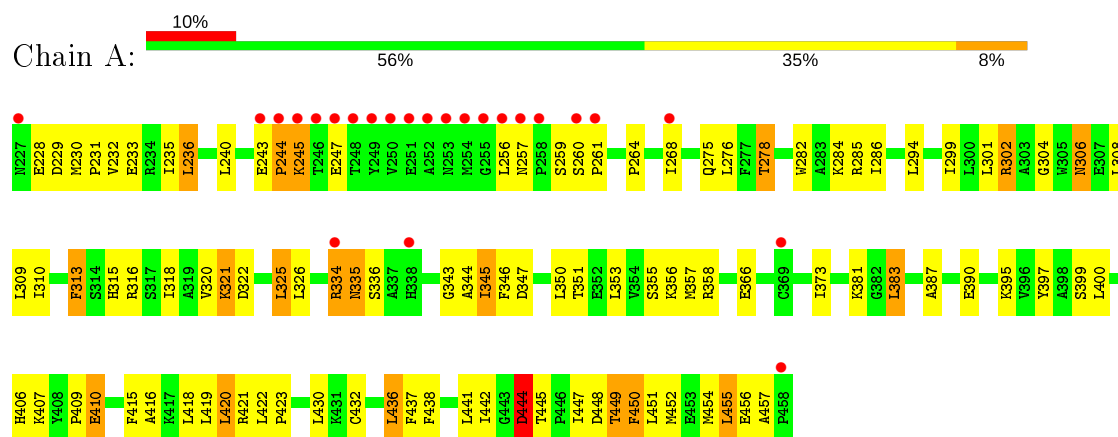 10%
Chain A:
56% 35% 8%
N227 E228 D229 M230 P231 V232 E233 R234 I235 L236 L240 E243 P244 K245 T246 E247 T248 Y249 V250 E251 A252 N253 M254 G255 L256 N257 P258 S259 S260 P261 P264 I268 Q275 L276 F277 T278 W282 A283 K284 R285 I286 L294 I299 L300 L301 R302 A303 G304 W305 N306 E307 L308
L309 I310 F313 S314 H315 R316 S317 I318 A319 V320 K321 D322 L325 L326 R334 N335 S336 A337 H338 G343 A344 I345 F346 D347 L350 T351 E352 L353 V354 S355 K356 M357 R358 E366 C369 I373 K381 G382 L383 A387 E390 K395 V396 Y397 A398 S399 L400
H406 K407 Y408 P409 E410 F415 A416 K417 L418 L419 L420 R421 L422 P423 L430 K431 C432 L436 F437 F438 L441 I442 G443 D444 T445 P446 I447 D448 T449 F450 L451 M452 E453 M454 L455 E456 A457 P458